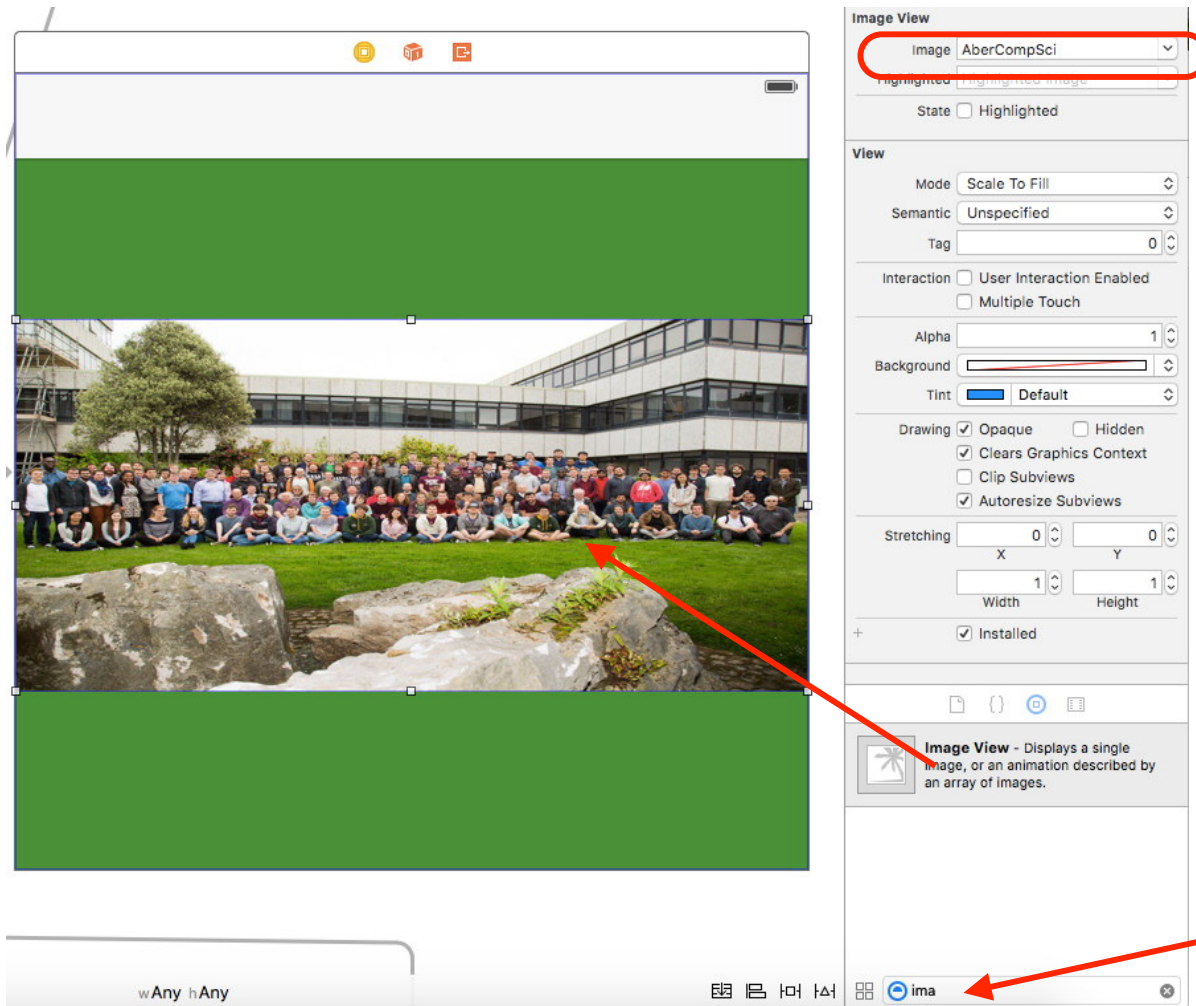 Image View
Image AberCompSci
Highlighted Highlighted Image
State Highlighted
View
Mode Scale To Fill
Semantic Unspecified
Tag 0
Interaction User Interaction Enabled
Multiple Touch
Alpha 1
Background
Tint Default
Drawing Opaque Hidden
Clears Graphics Context
Clip Subviews
Autoresize Subviews
Stretching 0 0
X Y
1 1
Width Height
+ Installed
{}
Image View - Displays a single
image, or an animation described by
an array of images.
wAny hAny
ima